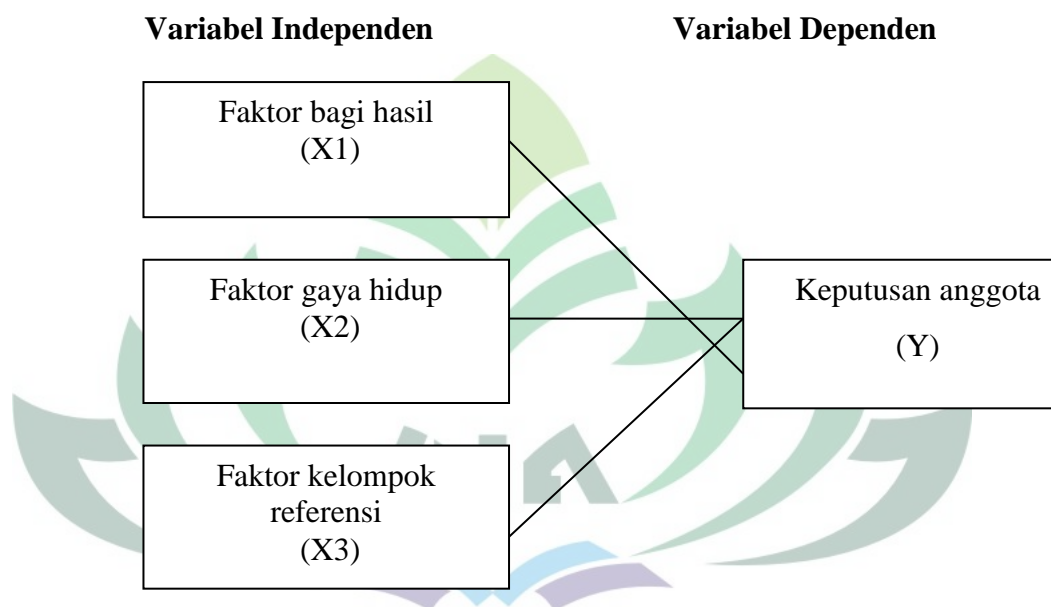 Variabel Independen
Variabel Dependen
Faktor bagi hasil
(X1)
Faktor gaya hidup
(X2)
Keputusan anggota
(Y)
Faktor kelompok
referensi
(X3)